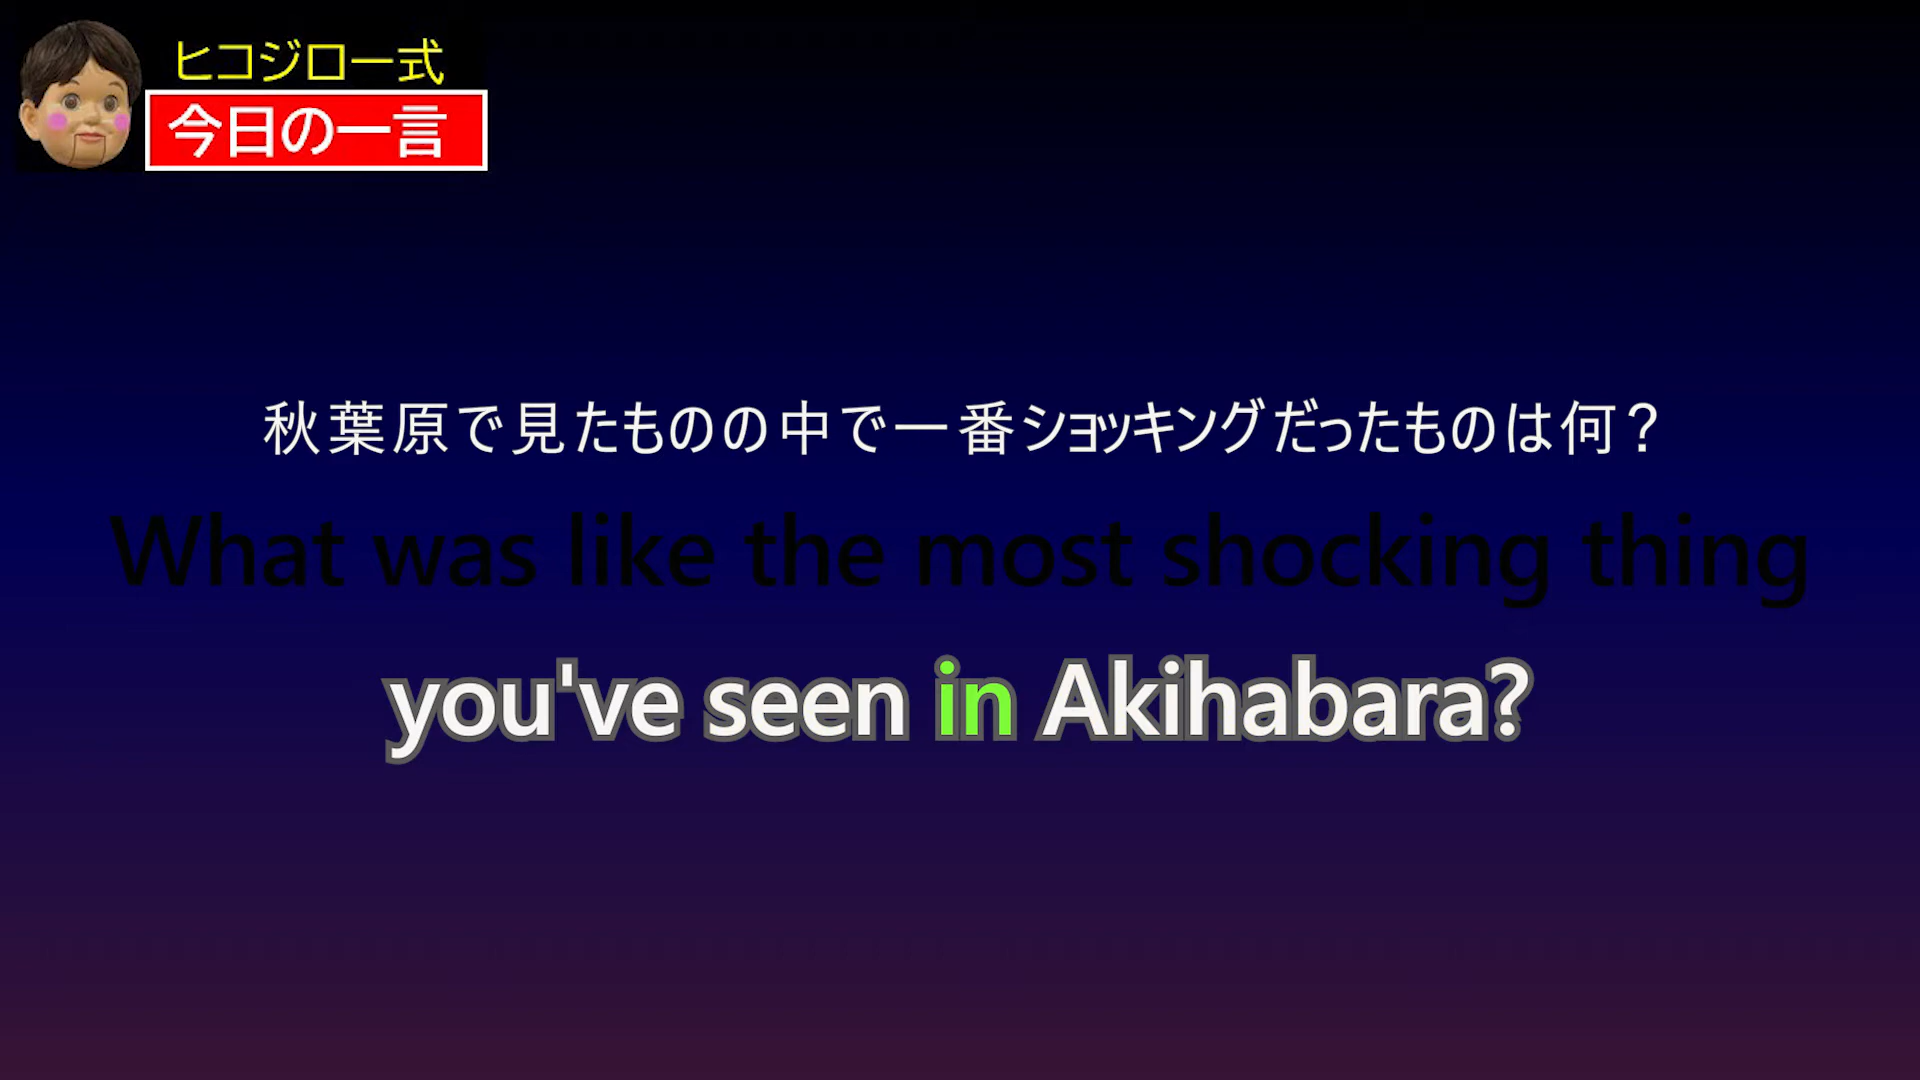 ヒコジロー式
今日の一言
秋葉原で見たものの中で一番ショッキングだったものは何？
What was like the most shocking thing
you've seen in Akihabara?